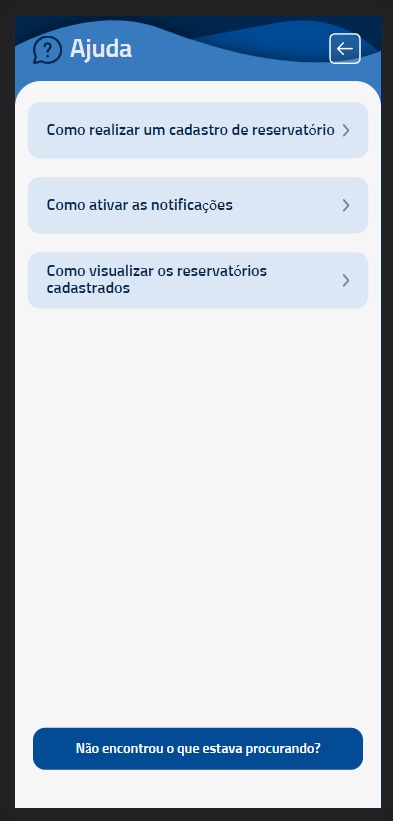 Ajuda
Como realizar um cadastro de reservatório
Como ativar as notificações
Como visualizar os reservatórios
cadastrados
Não encontrou o que estava procurando?